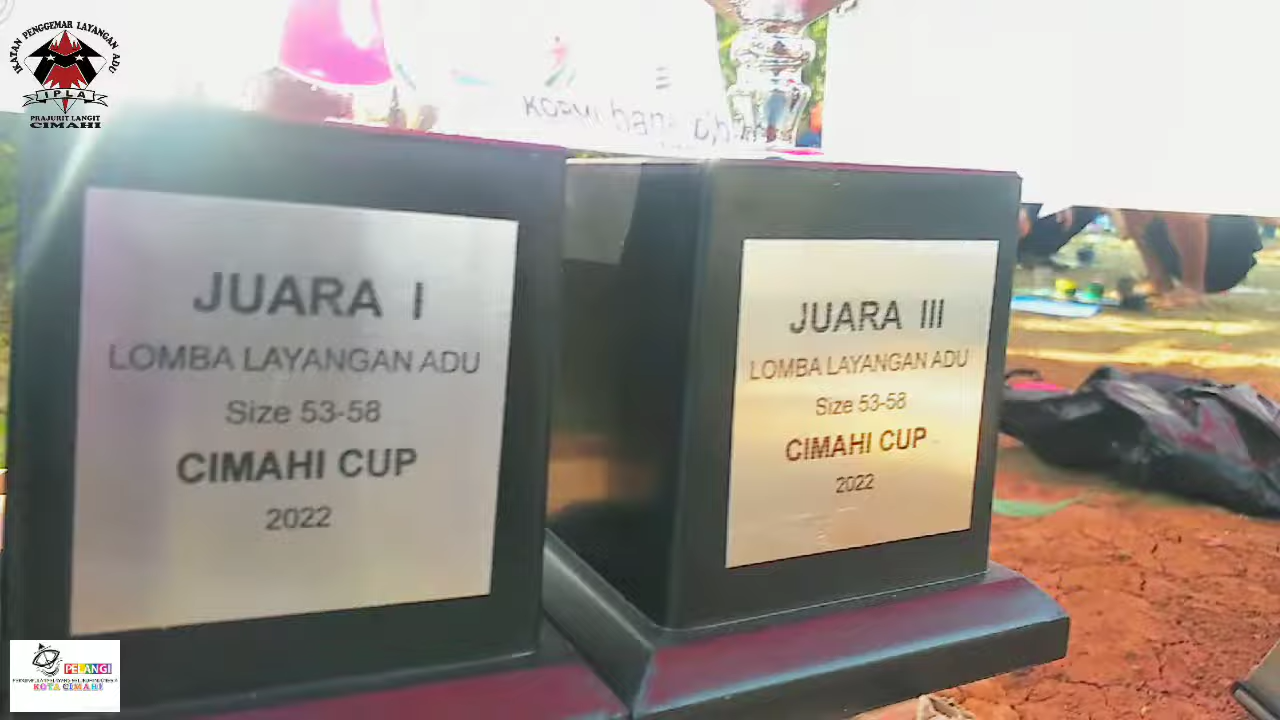 IKATAN PENGGEMAR LAYANGAN ADU
IPLA
PRAJURIT LANGIT
CIMAHI
JUARA I
LOMBA LAYANGAN ADU
Size 53-58
CIMAHI CUP
2022
JUARA III
LOMBA LAYANGAN ADU
Size 53-58
CIMAHI CUP
2022
PELANGI
KOTA CIMAHI